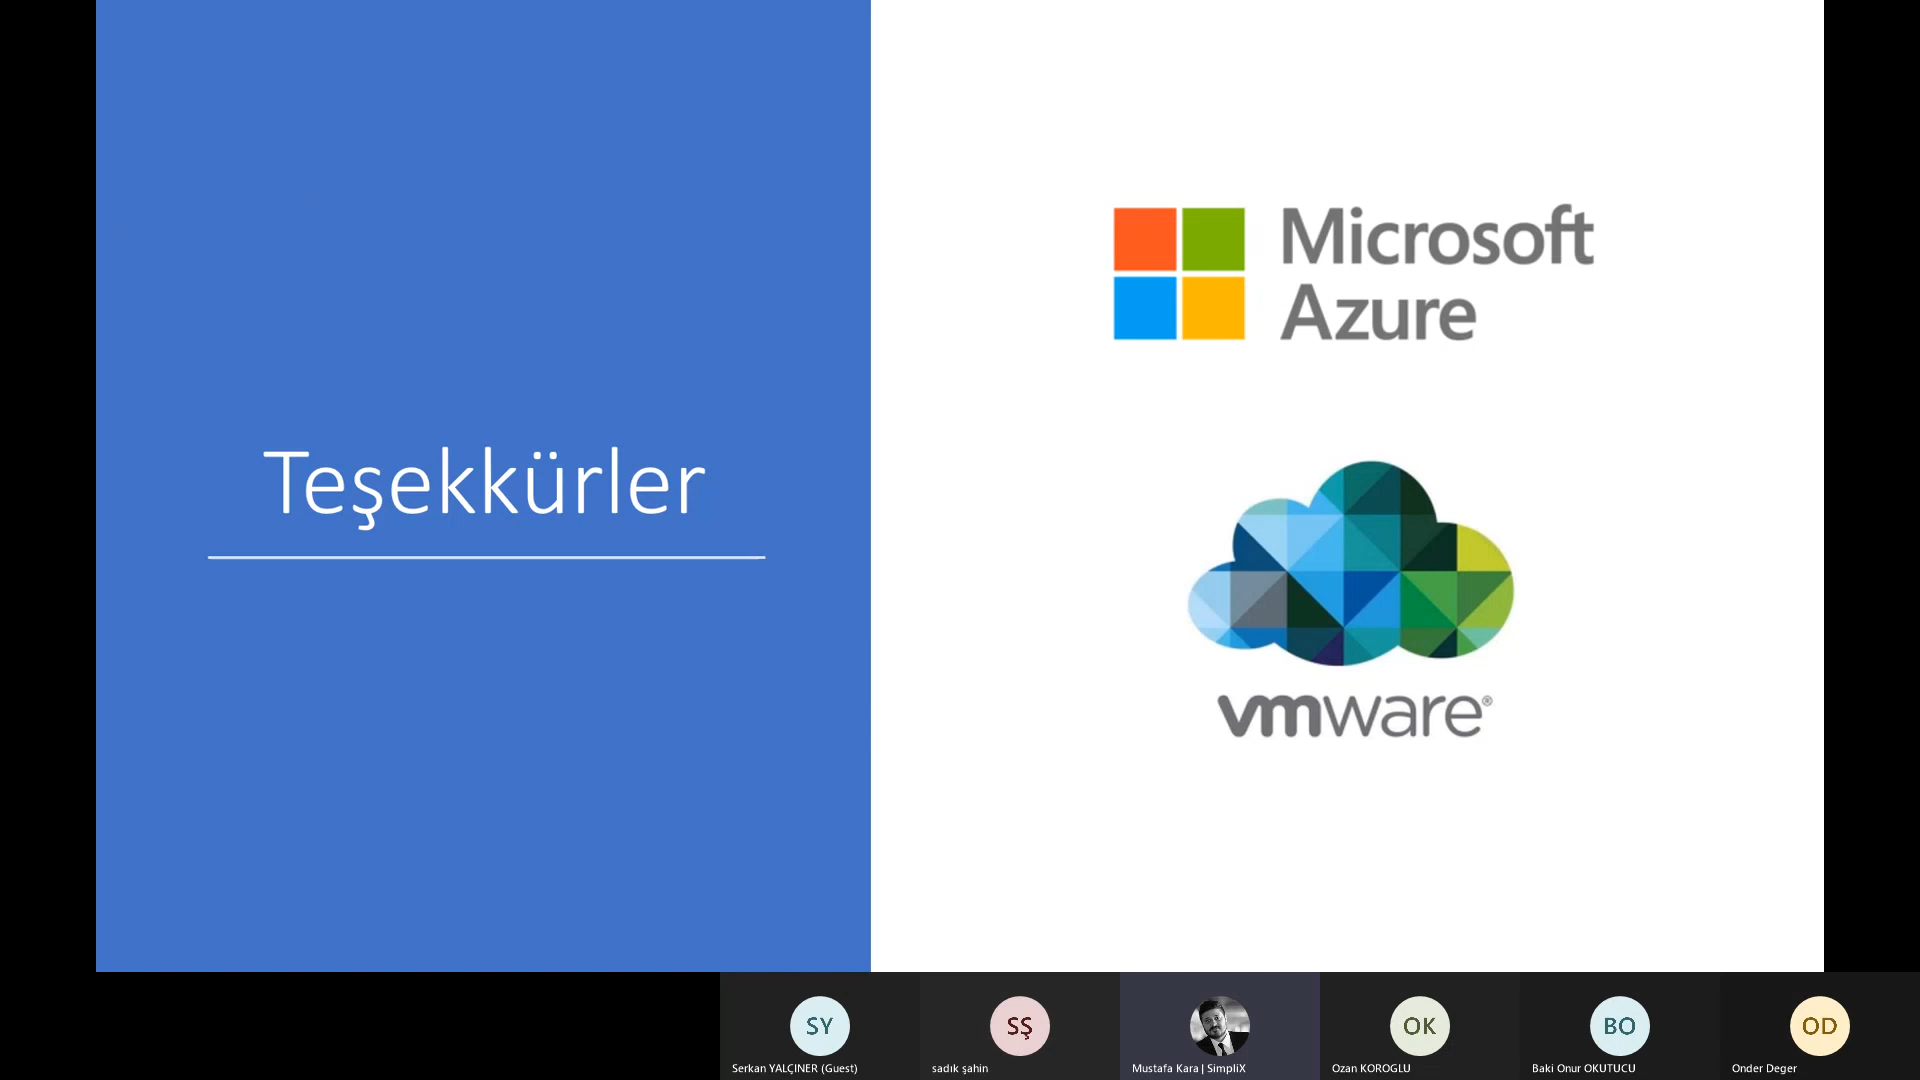 Teşekkürler
Microsoft
Azure
vmware®
SY
SŞ
OK
BO
OD
Serkan YALÇINER (Guest)
sadık şahin
Mustafa Kara | SimpliX
Ozan KOROGLU
Baki Onur OKUTUCU
Onder Deger